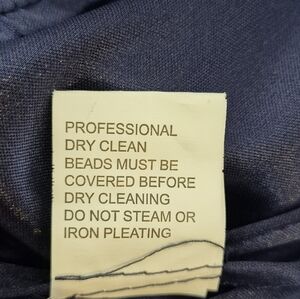 PROFESSIONAL
DRY CLEAN
BEADS MUST BE
COVERED BEFORE
DRY CLEANING
DO NOT STEAM OR
IRON PLEATING